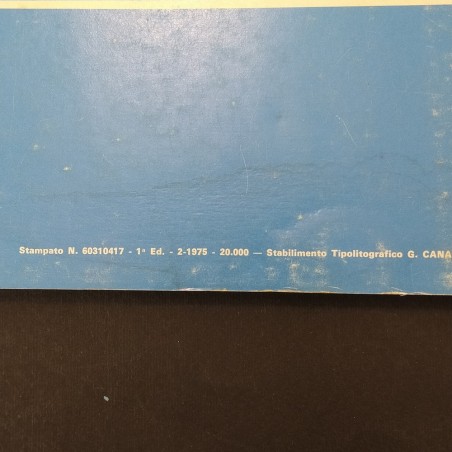 Stampato N. 60310417 - 1ª Ed. - 2-1975 - 20.000 — Stabilimento Tipolitografico G. CANA